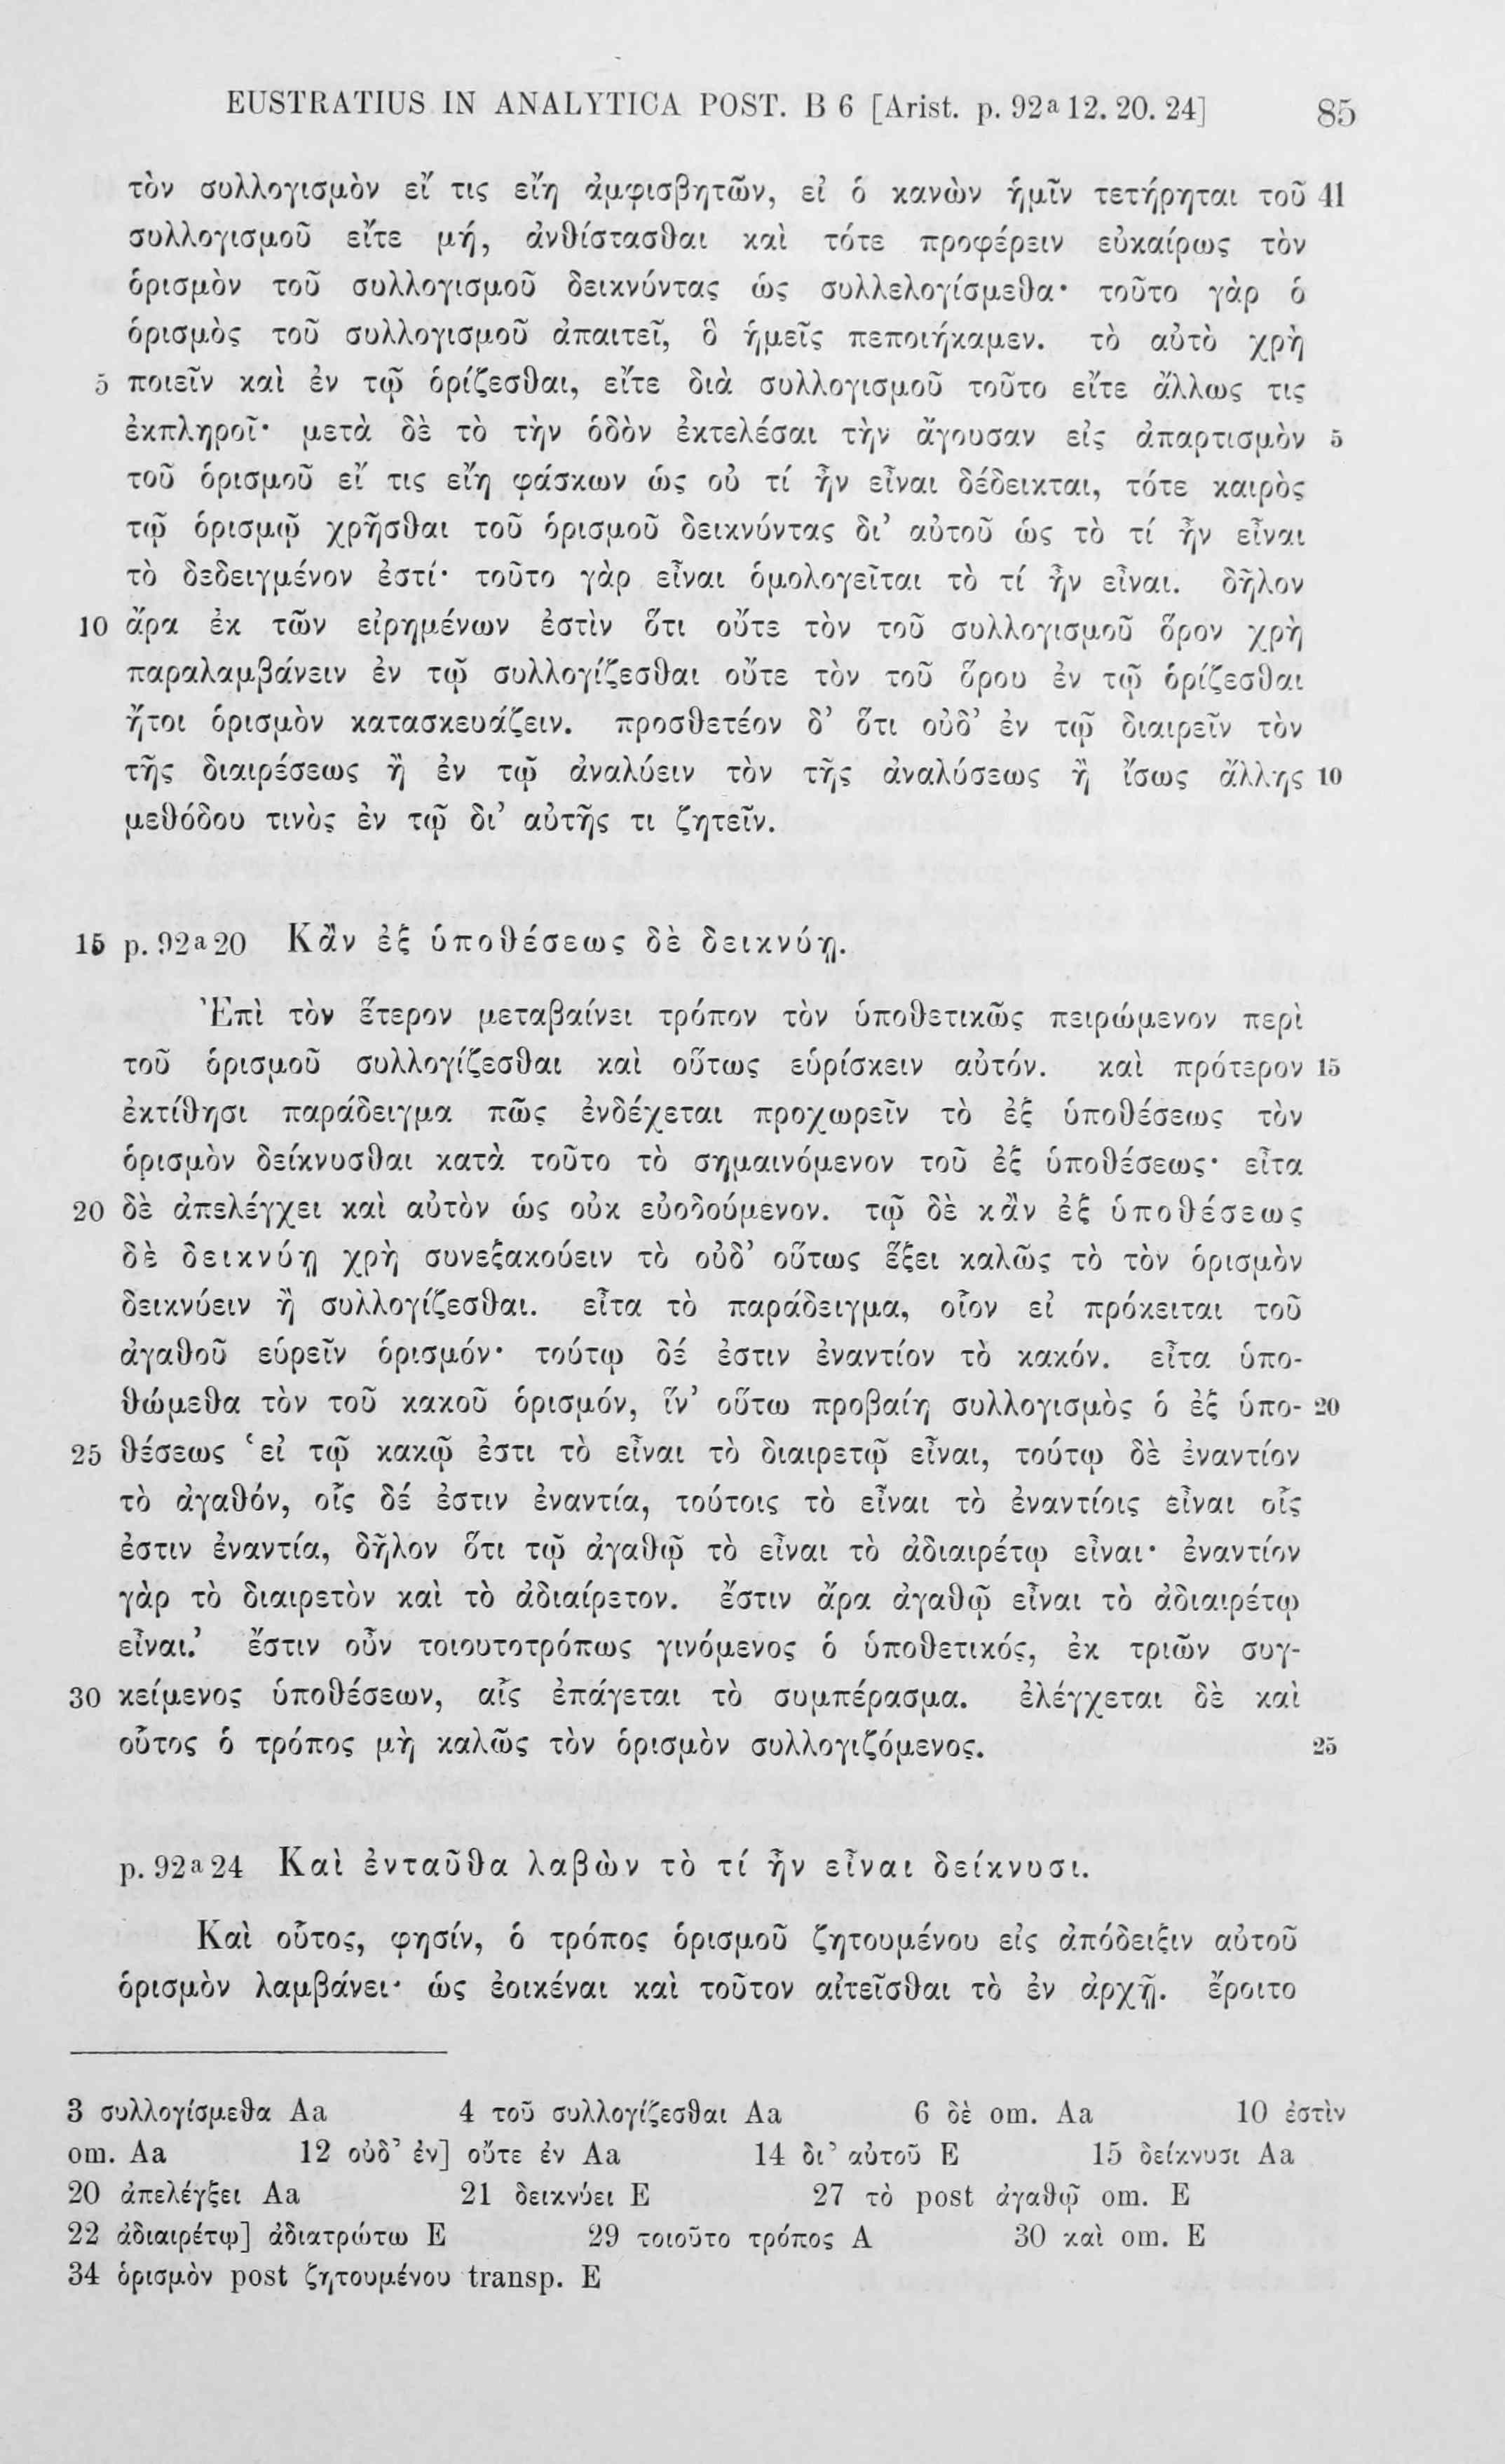 EUSTRATIUS IN ANALYTICA POST. B 6 [Arist. p. 92ª 12. 20. 24] 85
τὸν συλλογισμὸν εἴ τις εἴη ἀμφισβητῶν, εἰ ὁ κανὼν ἡμῖν τετήρηται τοῦ 41
συλλογισμοῦ εἴτε μή, ἀνθίστασθαι καὶ τότε προφέρειν εὐκαίρως τὸν
ὁρισμὸν τοῦ συλλογισμοῦ δεικνύντας ὡς συλλελογίσμεθα· τοῦτο γὰρ ὁ
ὁρισμὸς τοῦ συλλογισμοῦ ἀπαιτεῖ, ὃ ἡμεῖς πεποιήκαμεν. τὸ αὐτὸ χρὴ
5 ποιεῖν καὶ ἐν τῷ ὁρίζεσθαι, εἴτε διὰ συλλογισμοῦ τοῦτο εἴτε ἄλλως τις
ἐκπληροῖ· μετὰ δὲ τὸ τὴν ὁδὸν ἐκτελέσαι τὴν ἄγουσαν εἰς ἀπαρτισμὸν 5
τοῦ ὁρισμοῦ εἴ τις εἴη φάσκων ὡς οὐ τί ἦν εἶναι δέδεικται, τότε καιρὸς
τῷ ὁρισμῷ χρῆσθαι τοῦ ὁρισμοῦ δεικνύντας δι' αὐτοῦ ὡς τὸ τί ἦν εἶναι
τὸ δεδειγμένον ἐστί· τοῦτο γὰρ εἶναι ὁμολογεῖται τὸ τί ἦν εἶναι. δῆλον
10 ἄρα ἐκ τῶν εἰρημένων ἐστὶν ὅτι οὔτε τὸν τοῦ συλλογισμοῦ ὅρον χρὴ
παραλαμβάνειν ἐν τῷ συλλογίζεσθαι οὔτε τὸν τοῦ ὅρου ἐν τῷ ὁρίζεσθαι
ἤτοι ὁρισμὸν κατασκευάζειν. προσθετέον δ' ὅτι οὐδ' ἐν τῷ διαιρεῖν τὸν
τῆς διαιρέσεως ἢ ἐν τῷ ἀναλύειν τὸν τῆς ἀναλύσεως ἢ ἴσως ἄλλης 10
μεθόδου τινὸς ἐν τῷ δι' αὐτῆς τι ζητεῖν.
15 p. 92ª20 Κἂν ἐξ ὑποθέσεως δὲ δεικνύῃ.
Ἐπὶ τὸν ἕτερον μεταβαίνει τρόπον τὸν ὑποθετικῶς πειρώμενον περὶ
τοῦ ὁρισμοῦ συλλογίζεσθαι καὶ οὕτως εὑρίσκειν αὐτόν. καὶ πρότερον 15
ἐκτίθησι παράδειγμα πῶς ἐνδέχεται προχωρεῖν τὸ ἐξ ὑποθέσεως τὸν
ὁρισμὸν δείκνυσθαι κατὰ τοῦτο τὸ σημαινόμενον τοῦ ἐξ ὑποθέσεως· εἶτα
20 δὲ ἀπελέγχει καὶ αὐτὸν ὡς οὐκ εὐοδούμενον. τῷ δὲ κἂν ἐξ ὑποθέσεως
δὲ δεικνύῃ χρὴ συνεξακούειν τὸ οὐδ' οὕτως ἕξει καλῶς τὸ τὸν ὁρισμὸν
δεικνύειν ἢ συλλογίζεσθαι. εἶτα τὸ παράδειγμα, οἷον εἰ πρόκειται τοῦ
ἀγαθοῦ εὑρεῖν ὁρισμόν· τούτῳ δέ ἐστιν ἐναντίον τὸ κακόν. εἶτα ὑπο-
θώμεθα τὸν τοῦ κακοῦ ὁρισμόν, ἵν' οὕτω προβαίη συλλογισμὸς ὁ ἐξ ὑπο- 20
25 θέσεως ‘εἰ τῷ κακῷ ἐστι τὸ εἶναι τὸ διαιρετῷ εἶναι, τούτῳ δὲ ἐναντίον
τὸ ἀγαθόν, οἷς δέ ἐστιν ἐναντία, τούτοις τὸ εἶναι τὸ ἐναντίοις εἶναι οἷς
ἐστιν ἐναντία, δῆλον ὅτι τῷ ἀγαθῷ τὸ εἶναι τὸ ἀδιαιρέτῳ εἶναι· ἐναντίον
γὰρ τὸ διαιρετὸν καὶ τὸ ἀδιαίρετον. ἔστιν ἄρα ἀγαθῷ εἶναι τὸ ἀδιαιρέτῳ
εἶναι.’ ἔστιν οὖν τοιουτοτρόπως γινόμενος ὁ ὑποθετικός, ἐκ τριῶν συγ-
30 κείμενος ὑποθέσεων, αἷς ἐπάγεται τὸ συμπέρασμα. ἐλέγχεται δὲ καὶ
οὗτος ὁ τρόπος μὴ καλῶς τὸν ὁρισμὸν συλλογιζόμενος. 25
p. 92ª24 Καὶ ἐνταῦθα λαβὼν τὸ τί ἦν εἶναι δείκνυσι.
Καὶ οὗτος, φησίν, ὁ τρόπος ὁρισμοῦ ζητουμένου εἰς ἀπόδειξιν αὐτοῦ
ὁρισμὸν λαμβάνει· ὡς ἐοικέναι καὶ τοῦτον αἰτεῖσθαι τὸ ἐν ἀρχῇ. ἔροιτο
3 συλλογίσμεθα Aa 4 τοῦ συλλογίζεσθαι Aa 6 δὲ om. Aa 10 ἐστὶν
om. Aa 12 οὐδ' ἐν] οὔτε ἐν Aa 14 δι' αὐτοῦ E 15 δείκνυσι Aa
20 ἀπελέγξει Aa 21 δεικνύει E 27 τὸ post ἀγαθῷ om. E
22 ἀδιαιρέτῳ] ἀδιατρώτω E 29 τοιοῦτο τρόπος A 30 καὶ om. E
34 ὁρισμὸν post ζητουμένου transp. E